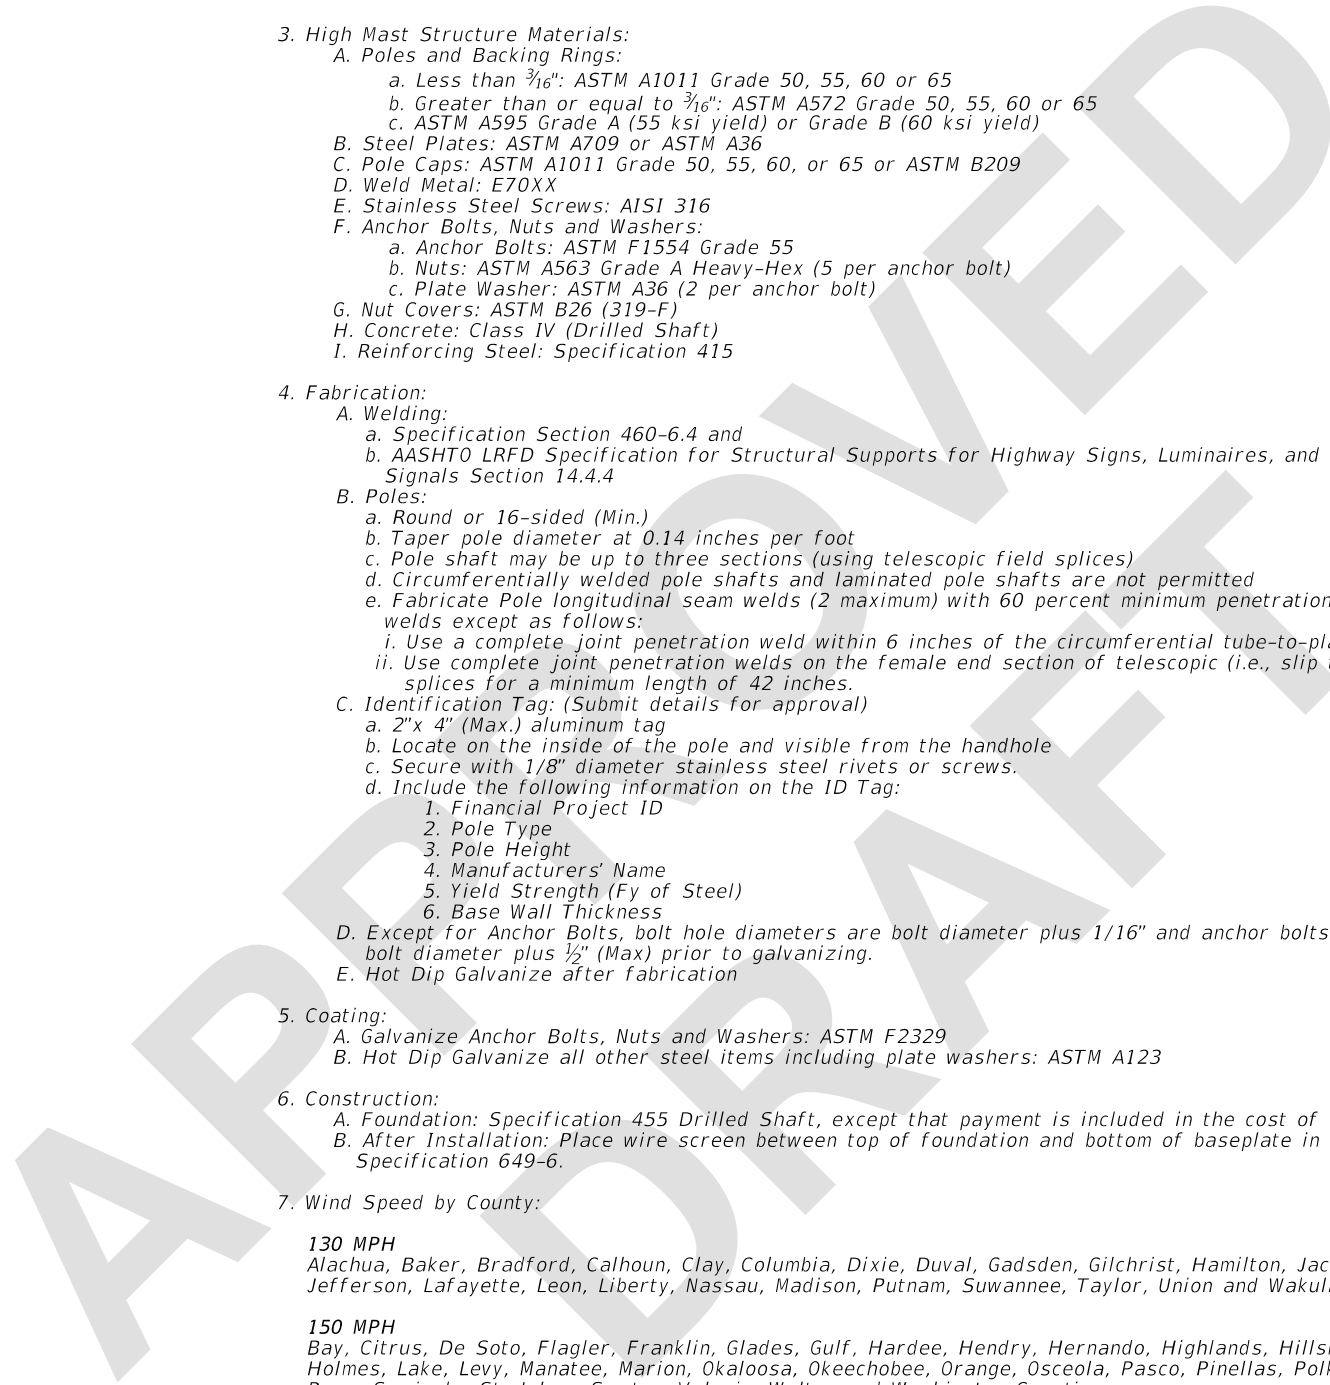 3. High Mast Structure Materials:
A. Poles and Backing Rings:
a. Less than 3⁄16": ASTM A1011 Grade 50, 55, 60 or 65
b. Greater than or equal to 3⁄16": ASTM A572 Grade 50, 55, 60 or 65
c. ASTM A595 Grade A (55 ksi yield) or Grade B (60 ksi yield)
B. Steel Plates: ASTM A709 or ASTM A36
C. Pole Caps: ASTM A1011 Grade 50, 55, 60, or 65 or ASTM B209
D. Weld Metal: E70XX
E. Stainless Steel Screws: AISI 316
F. Anchor Bolts, Nuts and Washers:
a. Anchor Bolts: ASTM F1554 Grade 55
b. Nuts: ASTM A563 Grade A Heavy-Hex (5 per anchor bolt)
c. Plate Washer: ASTM A36 (2 per anchor bolt)
G. Nut Covers: ASTM B26 (319-F)
H. Concrete: Class IV (Drilled Shaft)
I. Reinforcing Steel: Specification 415
4. Fabrication:
A. Welding:
a. Specification Section 460-6.4 and
b. AASHTO LRFD Specification for Structural Supports for Highway Signs, Luminaires, and
Signals Section 14.4.4
B. Poles:
a. Round or 16-sided (Min.)
b. Taper pole diameter at 0.14 inches per foot
c. Pole shaft may be up to three sections (using telescopic field splices)
d. Circumferentially welded pole shafts and laminated pole shafts are not permitted
e. Fabricate Pole longitudinal seam welds (2 maximum) with 60 percent minimum penetration
welds except as follows:
i. Use a complete joint penetration weld within 6 inches of the circumferential
ii. Use complete joint penetration welds on the female end section of telescopic (i.e., slip
splices for a minimum length of 42 inches.
C. Identification Tag: (Submit details for approval)
a. 2"x 4" (Max.) aluminum tag
b. Locate on the inside of the pole and visible from the handhole
c. Secure with 1/8" diameter stainless steel rivets or screws.
d. Include the following information on the ID Tag:
1. Financial Project ID
2. Pole Type
3. Pole Height
4. Manufacturers' Name
5. Yield Strength (Fy of Steel)
6. Base Wall Thickness
D. Except for Anchor Bolts, bolt hole diameters are bolt diameter plus 1/16" and anchor bolts
bolt diameter plus ½" (Max) prior to galvanizing.
E. Hot Dip Galvanize after fabrication
5. Coating:
A. Galvanize Anchor Bolts, Nuts and Washers: ASTM F2329
B. Hot Dip Galvanize all other steel items including plate washers: ASTM A123
6. Construction:
A. Foundation: Specification 455 Drilled Shaft, except that payment is included in the cost of
B. After Installation: Place wire screen between top of foundation and bottom of baseplate in
Specification 649-6.
7. Wind Speed by County:
130 MPH
Alachua, Baker, Bradford, Calhoun, Clay, Columbia, Dixie, Duval, Gadsden, Gilchrist, Hamilton,
Jefferson, Lafayette, Leon, Liberty, Nassau, Madison, Putnam, Suwannee, Taylor, Union and
150 MPH
Bay, Citrus, De Soto, Flagler, Franklin, Glades, Gulf, Hardee, Hendry, Hernando, Highlands,
Holmes, Lake, Levy, Manatee, Marion, Okaloosa, Okeechobee, Orange, Osceola, Pasco, Pinellas,
APPROVED
DRAFT